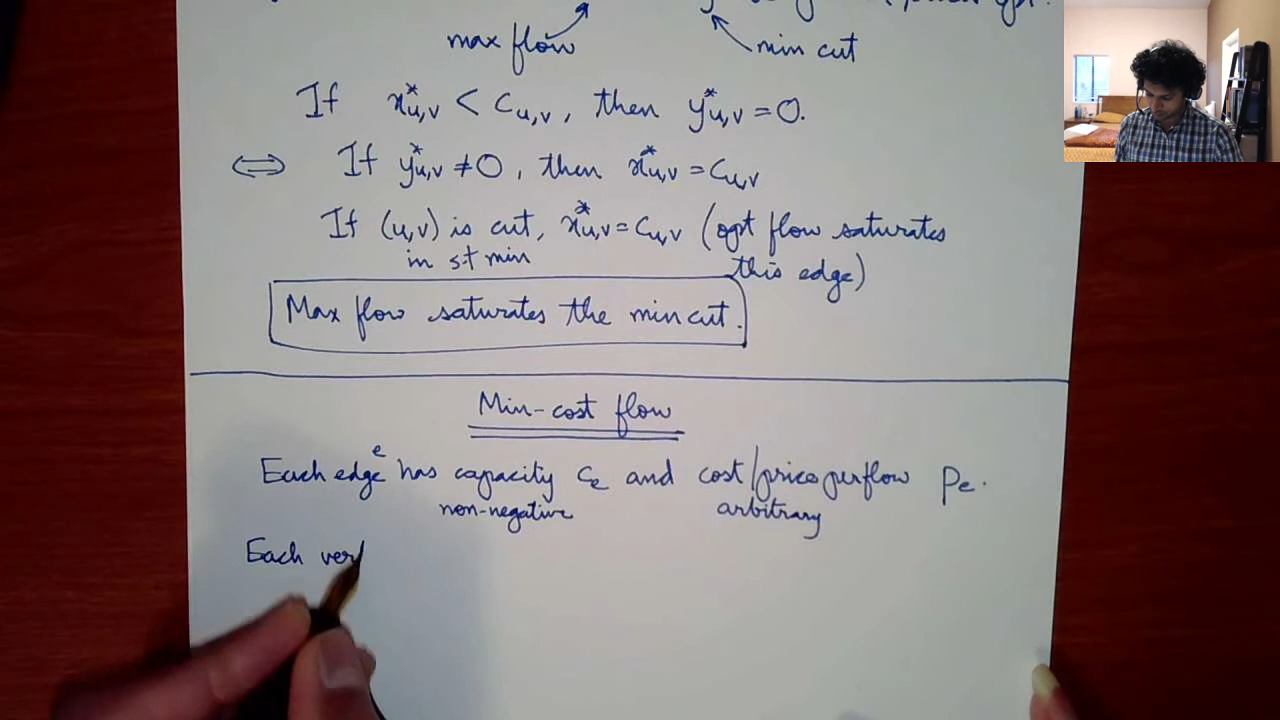 max flow min cut
If x*u,v < Cu,v, then y*u,v = 0.
⟺ If y*u,v ≠ 0, then x*u,v = Cu,v
If (u,v) is cut, x*u,v = Cu,v (opt flow saturates
in s-t min this edge)
Max flow saturates the min cut.
Min-cost flow
Each edge e has capacity Ce and cost/price per flow Pe.
non-negative arbitrary
Each ver